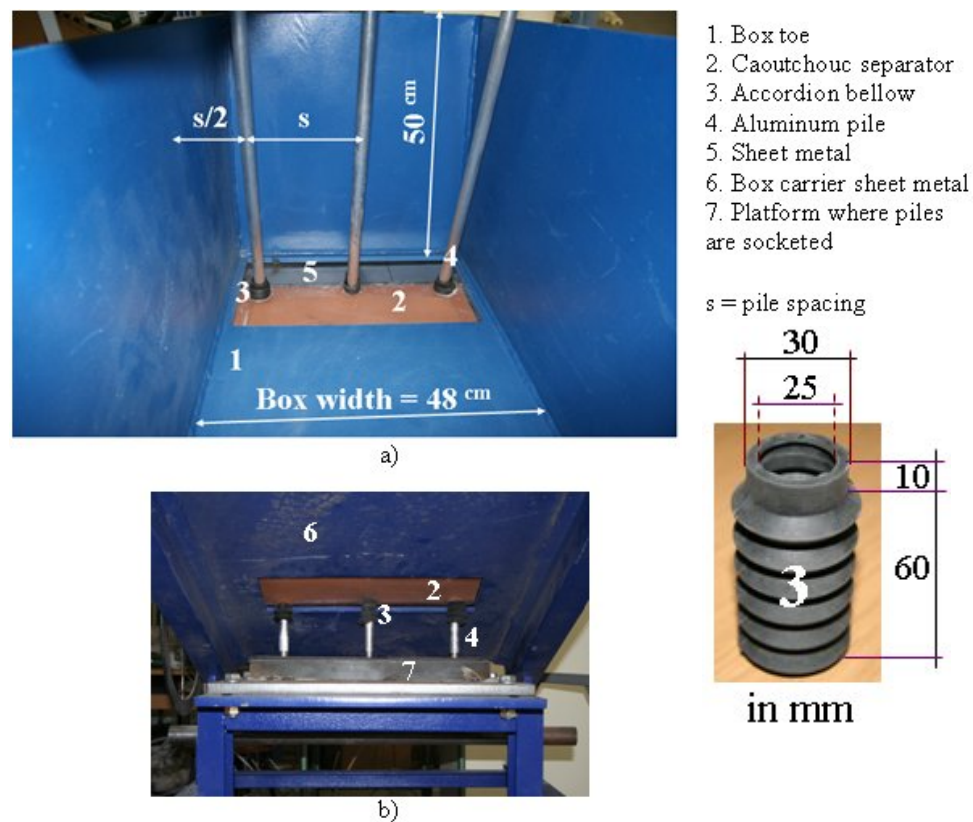 s/2
s
50 cm
5
4
3
2
1
Box width = 48 cm
a)
6
2
3
4
7
b)
1. Box toe
2. Caoutchouc separator
3. Accordion bellow
4. Aluminum pile
5. Sheet metal
6. Box carrier sheet metal
7. Platform where piles
are socketed
s = pile spacing
30
25
10
60
3
in mm